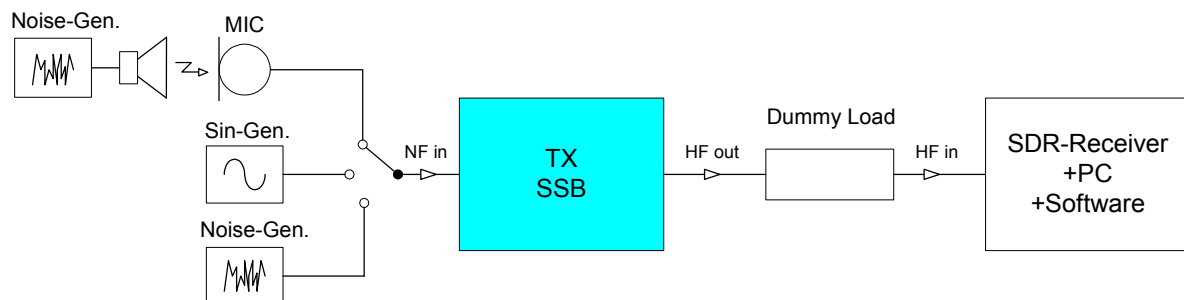 Noise-Gen.
MIC
Sin-Gen.
Noise-Gen.
NF in
TX
SSB
HF out
Dummy Load
HF in
SDR-Receiver
+PC
+Software